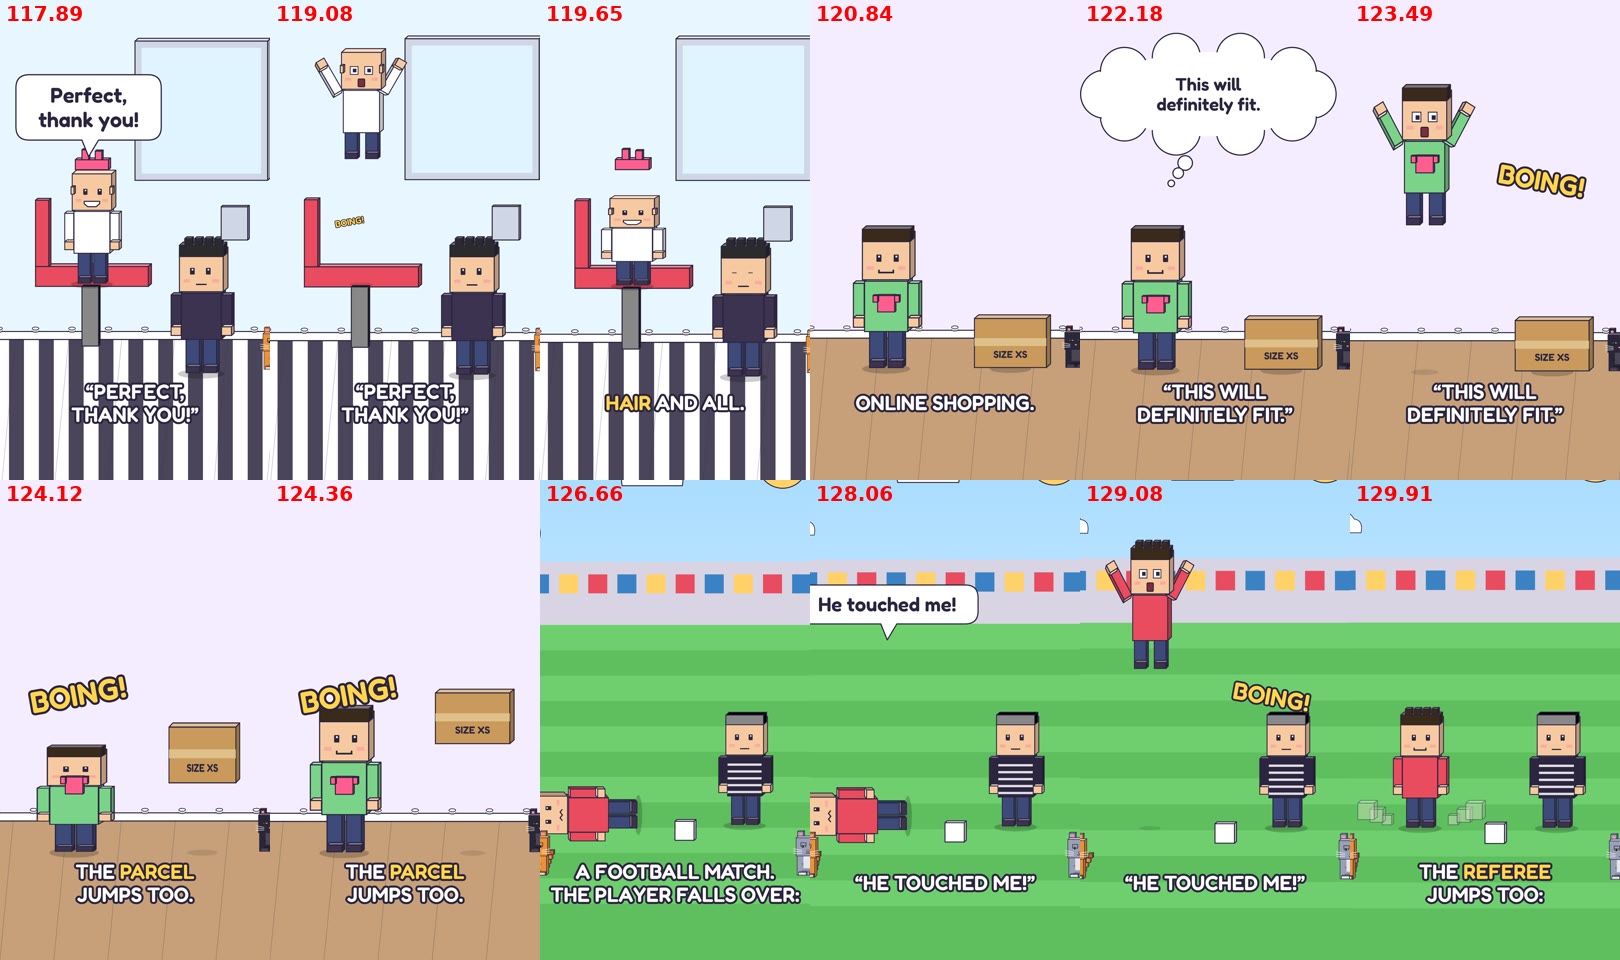 117.89
119.08
119.65
120.84
122.18
123.49
Perfect,
thank you!
This will
definitely fit.
BOING!
BOING!
SIZE XS
SIZE XS
SIZE XS
“PERFECT,
THANK YOU!”
“PERFECT,
THANK YOU!”
HAIR AND ALL.
ONLINE SHOPPING.
“THIS WILL
DEFINITELY FIT.”
“THIS WILL
DEFINITELY FIT.”
124.12
124.36
126.66
128.06
129.08
129.91
He touched me!
BOING!
BOING!
BOING!
SIZE XS
SIZE XS
THE PARCEL
JUMPS TOO.
THE PARCEL
JUMPS TOO.
A FOOTBALL MATCH.
THE PLAYER FALLS OVER:
“HE TOUCHED ME!”
“HE TOUCHED ME!”
THE REFEREE
JUMPS TOO: